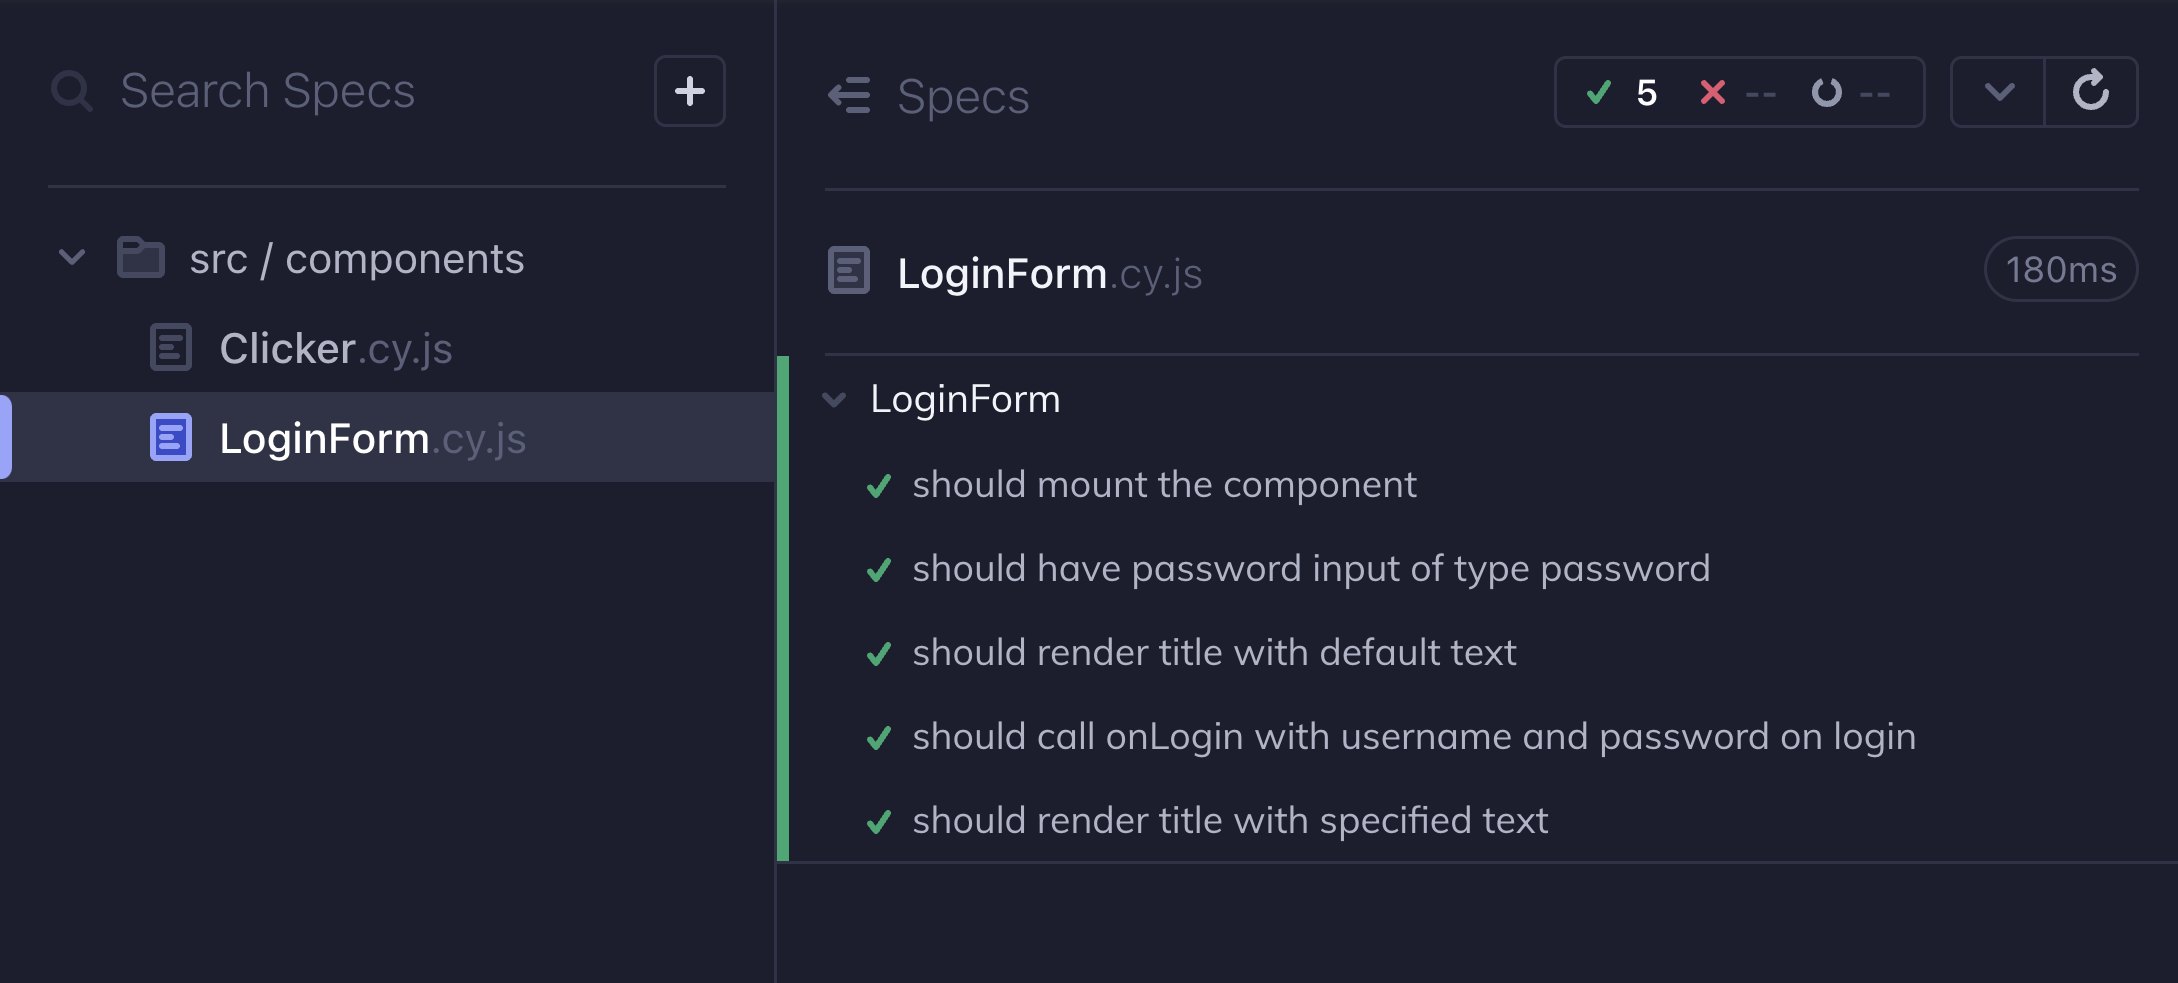 Search Specs
src / components
Clicker.cy.js
LoginForm.cy.js
Specs
5 -- --
LoginForm.cy.js
180ms
LoginForm
should mount the component
should have password input of type password
should render title with default text
should call onLogin with username and password on login
should render title with specified text